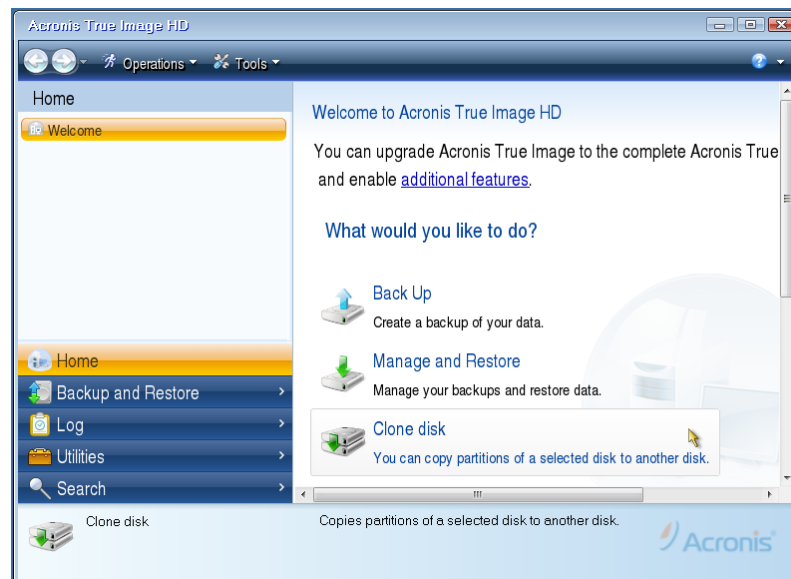 Acronis True Image HD
Operations
Tools
Home
Welcome
Welcome to Acronis True Image HD
You can upgrade Acronis True Image to the complete Acronis True
and enable additional features.
What would you like to do?
Back Up
Create a backup of your data.
Manage and Restore
Manage your backups and restore data.
Clone disk
You can copy partitions of a selected disk to another disk.
Home
Backup and Restore
Log
Utilities
Search
Clone disk
Copies partitions of a selected disk to another disk.
Acronis